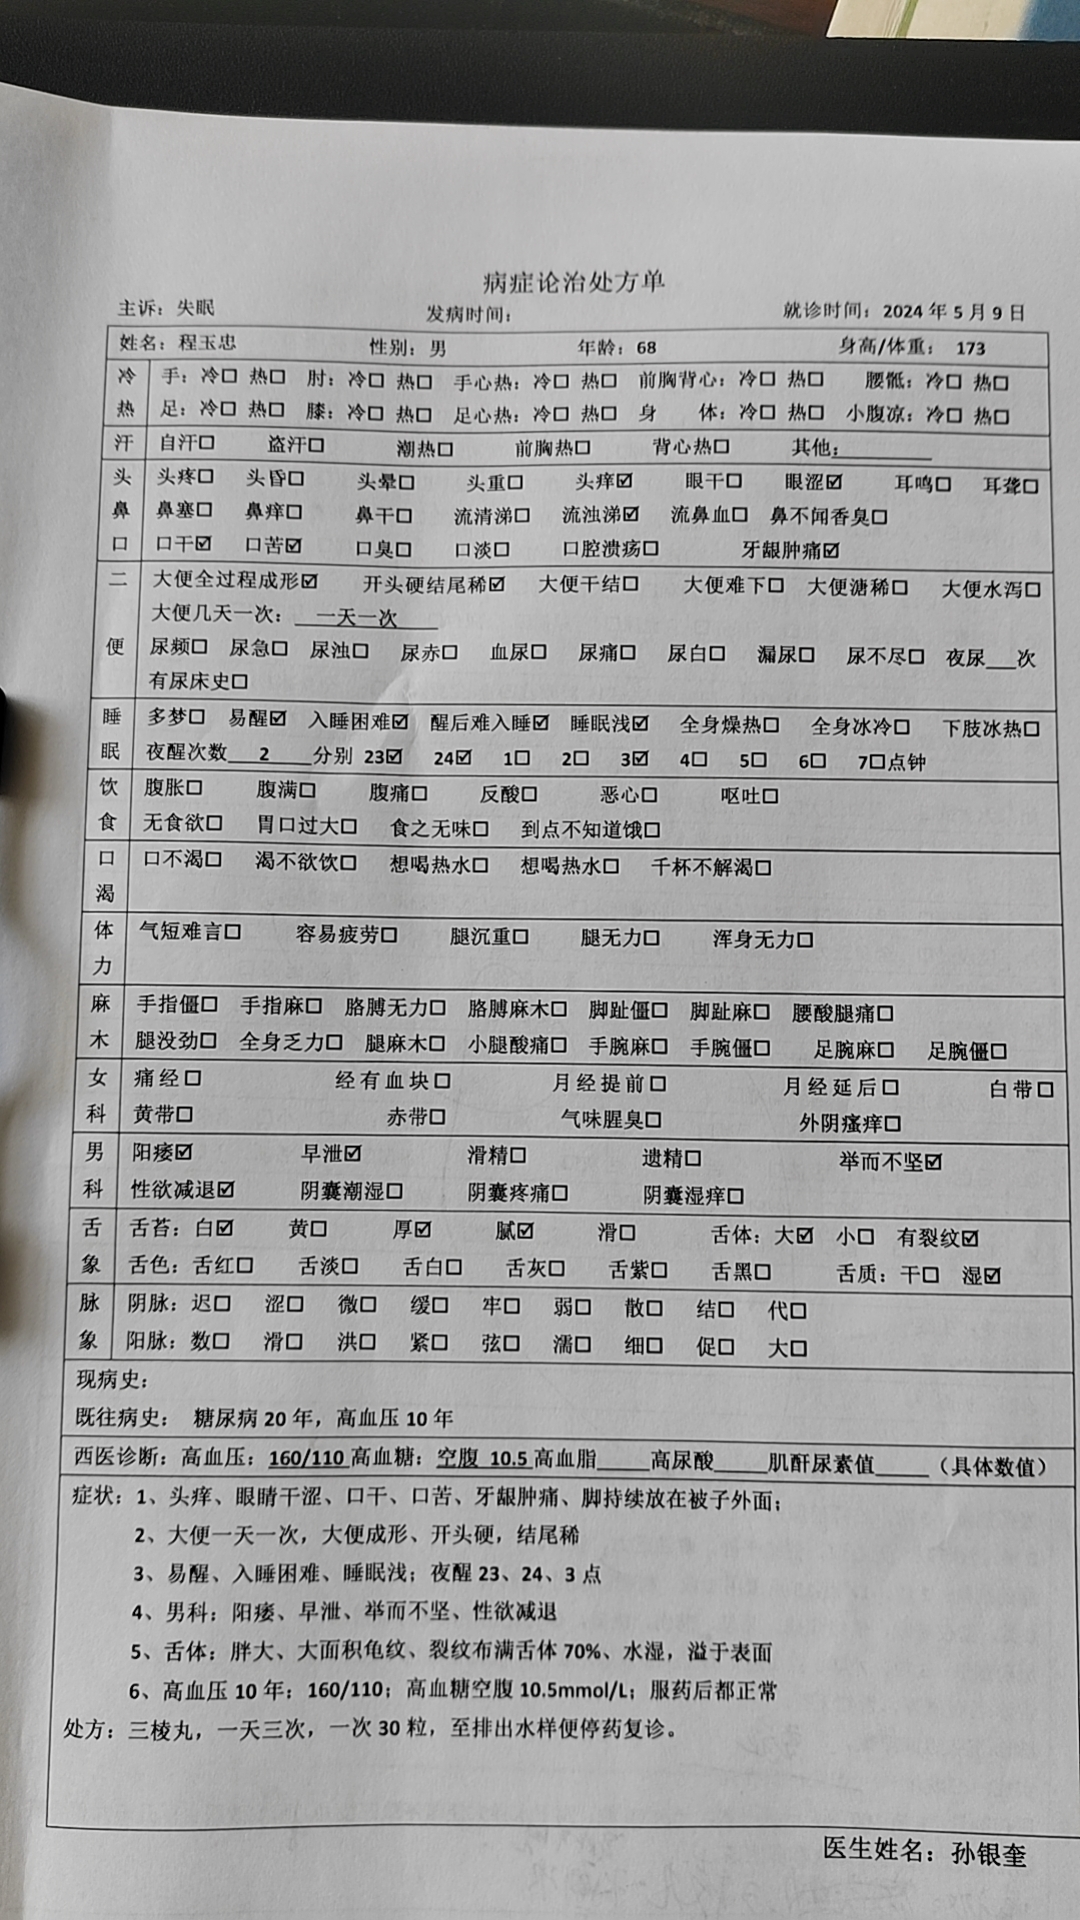 病症论治处方单
主诉：失眠 发病时间： 就诊时间：2024 年 5 月 9 日
姓名：程玉忠 性别：男 年龄：68 身高/体重： 173
冷 手：冷☐ 热☐ 肘：冷☐ 热☐ 手心热：冷☐ 热☐ 前胸背心：冷☐ 热☐ 腰骶：冷☐ 热☐
热 足：冷☐ 热☐ 膝：冷☐ 热☐ 足心热：冷☐ 热☐ 身 体：冷☐ 热☐ 小腹凉：冷☐ 热☐
汗 自汗☐ 盗汗☐ 潮热☐ 前胸热☐ 背心热☐ 其他：________
头 头疼☐ 头昏☐ 头晕☐ 头重☐ 头痒☑ 眼干☐ 眼涩☑ 耳鸣☐ 耳聋☐
鼻 鼻塞☐ 鼻痒☐ 鼻干☐ 流清涕☐ 流浊涕☑ 流鼻血☐ 鼻不闻香臭☐
口 口干☑ 口苦☑ 口臭☐ 口淡☐ 口腔溃疡☐ 牙龈肿痛☑
二 大便全过程成形☑ 开头硬结尾稀☑ 大便干结☐ 大便难下☐ 大便溏稀☐ 大便水泻☐
大便几天一次： 一天一次
便 尿频☐ 尿急☐ 尿浊☐ 尿赤☐ 血尿☐ 尿痛☐ 尿白☐ 漏尿☐ 尿不尽☐ 夜尿___次
有尿床史☐
睡 多梦☐ 易醒☑ 入睡困难☑ 醒后难入睡☑ 睡眠浅☑ 全身燥热☐ 全身冰冷☐ 下肢冰热☐
眠 夜醒次数 2 分别 23☑ 24☑ 1☐ 2☐ 3☑ 4☐ 5☐ 6☐ 7☐点钟
饮 腹胀☐ 腹满☐ 腹痛☐ 反酸☐ 恶心☐ 呕吐☐
食 无食欲☐ 胃口过大☐ 食之无味☐ 到点不知道饿☐
口 口不渴☐ 渴不欲饮☐ 想喝热水☐ 想喝热水☐ 千杯不解渴☐
渴
体 气短难言☐ 容易疲劳☐ 腿沉重☐ 腿无力☐ 浑身无力☐
力
麻 手指僵☐ 手指麻☐ 胳膊无力☐ 胳膊麻木☐ 脚趾僵☐ 脚趾麻☐ 腰酸腿痛☐
木 腿没劲☐ 全身乏力☐ 腿麻木☐ 小腿酸痛☐ 手腕麻☐ 手腕僵☐ 足腕麻☐ 足腕僵☐
女 痛经☐ 经有血块☐ 月经提前☐ 月经延后☐ 白带☐
科 黄带☐ 赤带☐ 气味腥臭☐ 外阴瘙痒☐
男 阳痿☑ 早泄☑ 滑精☐ 遗精☐ 举而不坚☑
科 性欲减退☑ 阴囊潮湿☐ 阴囊疼痛☐ 阴囊湿痒☐
舌 舌苔：白☑ 黄☐ 厚☑ 腻☑ 滑☐ 舌体：大☑ 小☐ 有裂纹☑
象 舌色：舌红☐ 舌淡☐ 舌白☐ 舌灰☐ 舌紫☐ 舌黑☐ 舌质：干☐ 湿☑
脉 阴脉：迟☐ 涩☐ 微☐ 缓☐ 牢☐ 弱☐ 散☐ 结☐ 代☐
象 阳脉：数☐ 滑☐ 洪☐ 紧☐ 弦☐ 濡☐ 细☐ 促☐ 大☐
现病史：
既往病史： 糖尿病 20 年，高血压 10 年
西医诊断：高血压：160/110 高血糖：空腹 10.5 高血脂____高尿酸____肌酐尿素值____（具体数值）
症状：1、头痒、眼睛干涩、口干、口苦、牙龈肿痛、脚持续放在被子外面；
2、大便一天一次，大便成形、开头硬，结尾稀
3、易醒、入睡困难、睡眠浅；夜醒 23、24、3 点
4、男科：阳痿、早泄、举而不坚、性欲减退
5、舌体：胖大、大面积龟纹、裂纹布满舌体 70%、水湿，溢于表面
6、高血压 10 年：160/110；高血糖空腹 10.5mmol/L；服药后都正常
处方：三棱丸，一天三次，一次 30 粒，至排出水样便停药复诊。
医生姓名：孙银奎